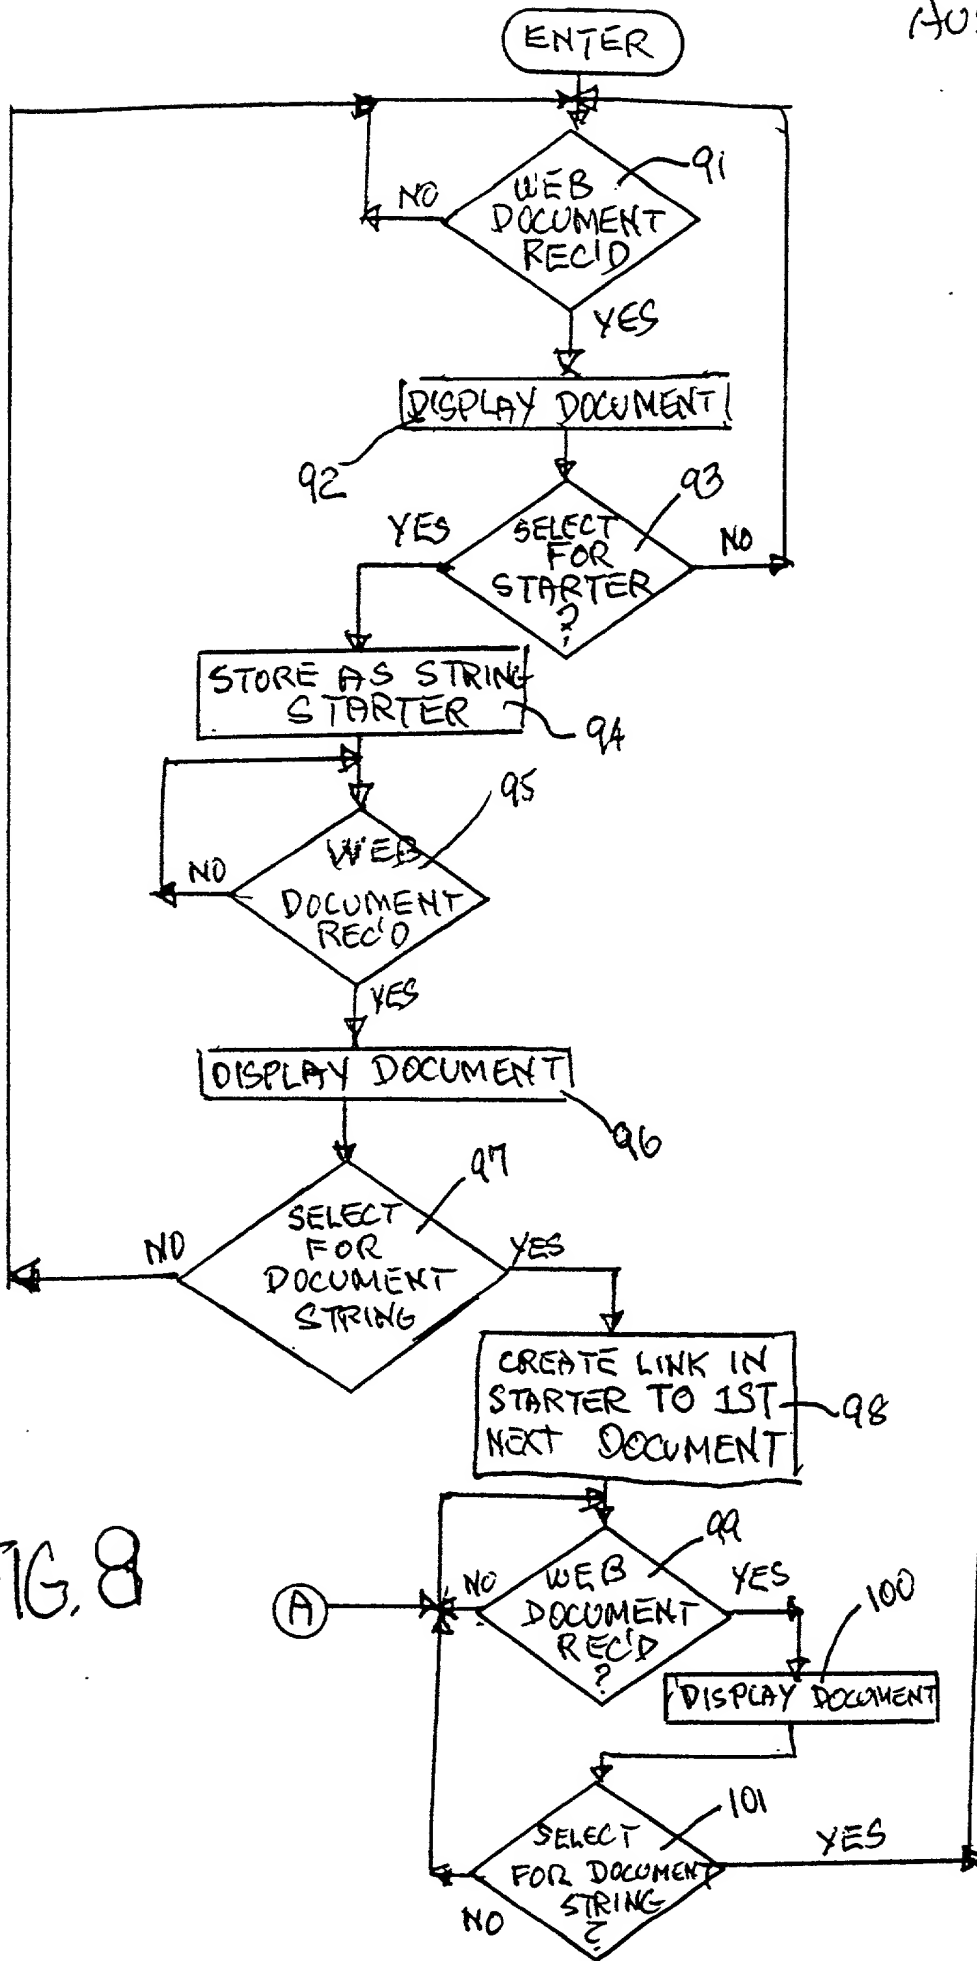 ENTER
WEB
DOCUMENT
REC'D
91
NO
YES
DISPLAY DOCUMENT
92
SELECT
FOR
STARTER
?
93
YES
NO
STORE AS STRING
STARTER
94
WEB
DOCUMENT
REC'D
95
NO
YES
DISPLAY DOCUMENT
96
SELECT
FOR
DOCUMENT
STRING
97
NO
YES
CREATE LINK IN
STARTER TO 1ST
NEXT DOCUMENT
98
A
WEB
DOCUMENT
REC'D
?
99
NO
YES
DISPLAY DOCUMENT
100
SELECT
FOR DOCUMENT
STRING
?
101
NO
YES
IG. 8